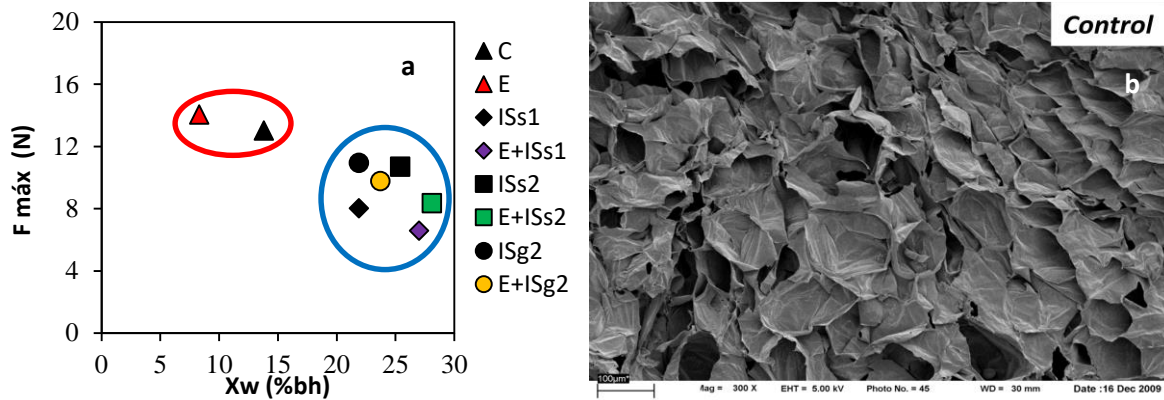 20
16
12
8
4
0
F máx (N)
a
0
5
10
15
20
25
30
Xw (%bh)
C
E
ISs1
E+ISs1
ISs2
E+ISs2
ISg2
E+ISg2
Control
b
100µm
Mag = 300 X EHT = 5.00 kV Photo No. = 45 WD = 30 mm Date :16 Dec 2009